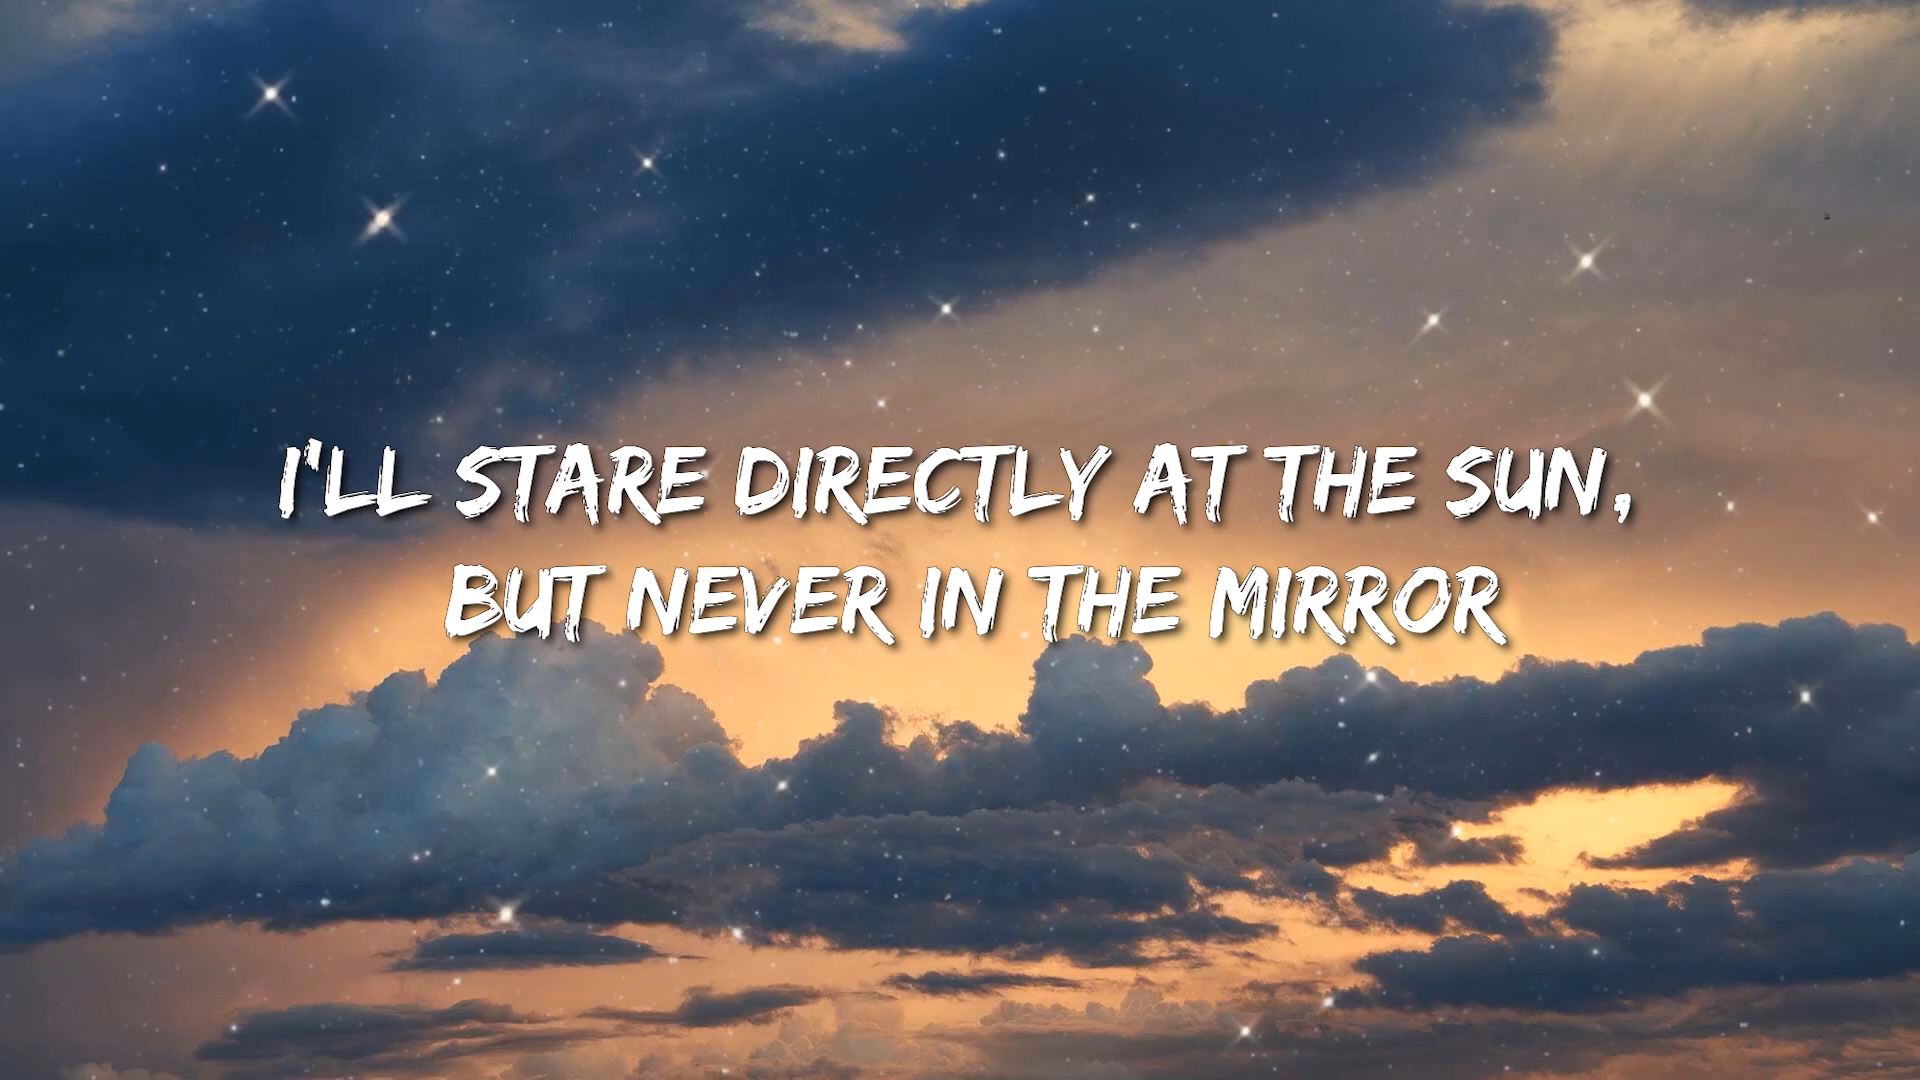 I'LL STARE DIRECTLY AT THE SUN,
BUT NEVER IN THE MIRROR